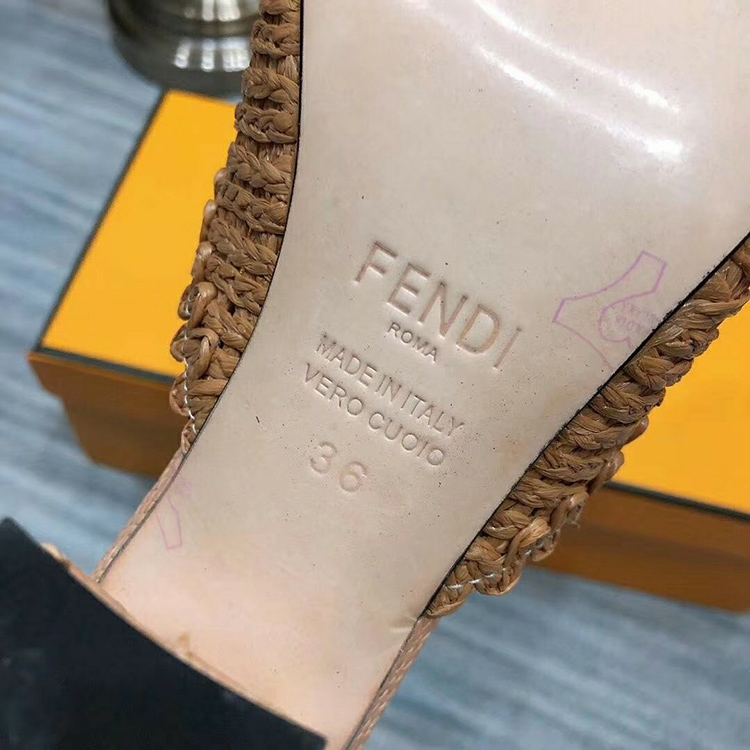 FENDI
ROMA
MADE IN ITALY
VERO CUOIO
36